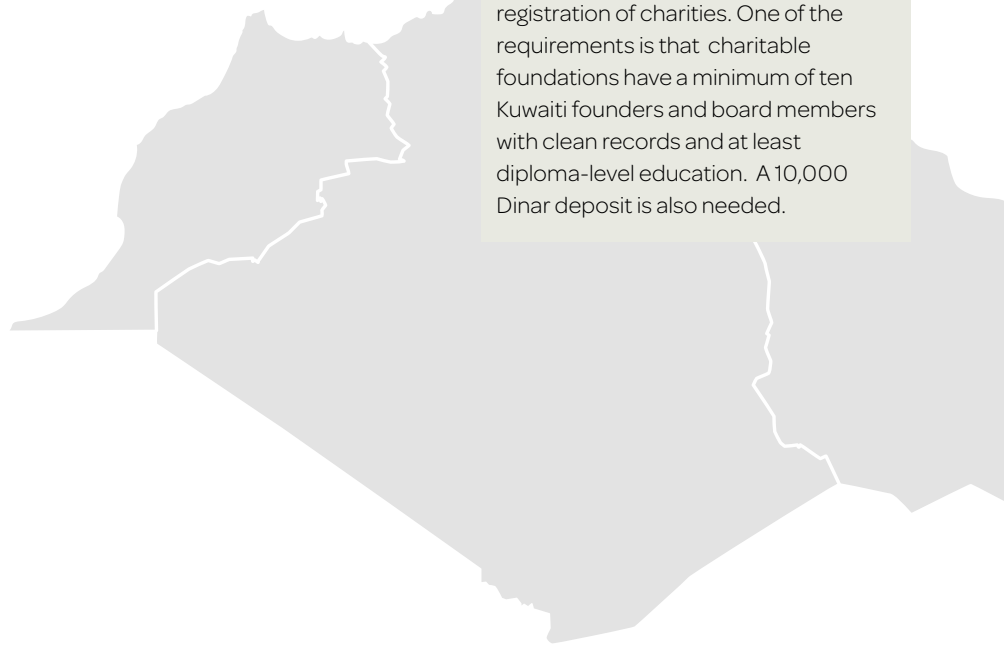 registration of charities. One of the
requirements is that charitable
foundations have a minimum of ten
Kuwaiti founders and board members
with clean records and at least
diploma-level education. A 10,000
Dinar deposit is also needed.